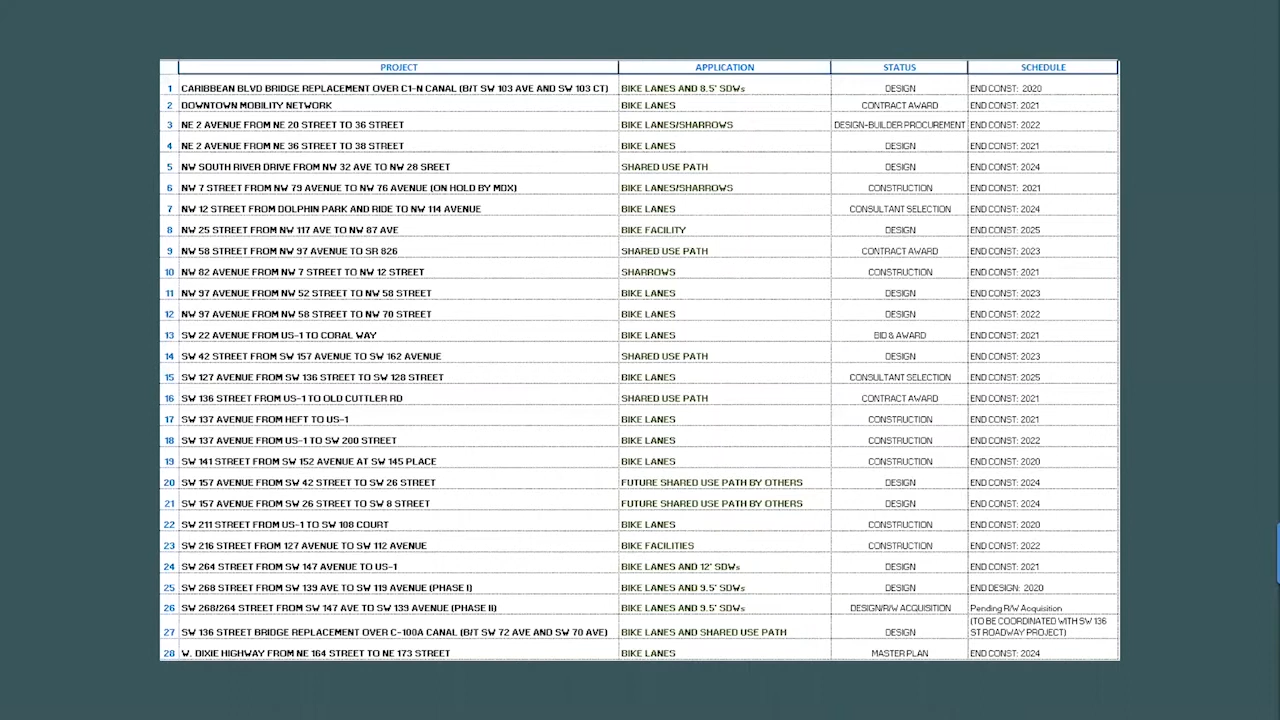 PROJECT APPLICATION STATUS SCHEDULE
1 CARIBBEAN BLVD BRIDGE REPLACEMENT OVER C1-N CANAL (B/T SW 103 AVE AND SW 103 CT) BIKE LANES AND 8.5' SDWs DESIGN END CONST: 2020
2 DOWNTOWN MOBILITY NETWORK BIKE LANES CONTRACT AWARD END CONST: 2021
3 NE 2 AVENUE FROM NE 20 STREET TO 36 STREET BIKE LANES/SHARROWS DESIGN-BUILDER PROCUREMENT END CONST: 2022
4 NE 2 AVENUE FROM NE 36 STREET TO 38 STREET BIKE LANES DESIGN END CONST: 2021
5 NW SOUTH RIVER DRIVE FROM NW 32 AVE TO NW 28 SREET SHARED USE PATH DESIGN END CONST: 2024
6 NW 7 STREET FROM NW 79 AVENUE TO NW 76 AVENUE (ON HOLD BY MDX) BIKE LANES/SHARROWS CONSTRUCTION END CONST: 2021
7 NW 12 STREET FROM DOLPHIN PARK AND RIDE TO NW 114 AVENUE BIKE LANES CONSULTANT SELECTION END CONST: 2024
8 NW 25 STREET FROM NW 117 AVE TO NW 87 AVE BIKE FACILITY DESIGN END CONST: 2025
9 NW 58 STREET FROM NW 97 AVENUE TO SR 826 SHARED USE PATH CONTRACT AWARD END CONST: 2023
10 NW 82 AVENUE FROM NW 7 STREET TO NW 12 STREET SHARROWS CONSTRUCTION END CONST: 2021
11 NW 97 AVENUE FROM NW 52 STREET TO NW 58 STREET BIKE LANES DESIGN END CONST: 2023
12 NW 97 AVENUE FROM NW 58 STREET TO NW 70 STREET BIKE LANES DESIGN END CONST: 2022
13 SW 22 AVENUE FROM US-1 TO CORAL WAY BIKE LANES BID & AWARD END CONST: 2021
14 SW 42 STREET FROM SW 157 AVENUE TO SW 162 AVENUE SHARED USE PATH DESIGN END CONST: 2023
15 SW 127 AVENUE FROM SW 136 STREET TO SW 128 STREET BIKE LANES CONSULTANT SELECTION END CONST: 2025
16 SW 136 STREET FROM US-1 TO OLD CUTTLER RD SHARED USE PATH CONTRACT AWARD END CONST: 2021
17 SW 137 AVENUE FROM HEFT TO US-1 BIKE LANES CONSTRUCTION END CONST: 2021
18 SW 137 AVENUE FROM US-1 TO SW 200 STREET BIKE LANES CONSTRUCTION END CONST: 2022
19 SW 141 STREET FROM SW 152 AVENUE AT SW 145 PLACE BIKE LANES CONSTRUCTION END CONST: 2020
20 SW 157 AVENUE FROM SW 42 STREET TO SW 26 STREET FUTURE SHARED USE PATH BY OTHERS DESIGN END CONST: 2024
21 SW 157 AVENUE FROM SW 26 STREET TO SW 8 STREET FUTURE SHARED USE PATH BY OTHERS DESIGN END CONST: 2024
22 SW 211 STREET FROM US-1 TO SW 108 COURT BIKE LANES CONSTRUCTION END CONST: 2020
23 SW 216 STREET FROM 127 AVENUE TO SW 112 AVENUE BIKE FACILITIES CONSTRUCTION END CONST: 2022
24 SW 264 STREET FROM SW 147 AVENUE TO US-1 BIKE LANES AND 12' SDWs DESIGN END CONST: 2021
25 SW 268 STREET FROM SW 139 AVE TO SW 119 AVENUE (PHASE I) BIKE LANES AND 9.5' SDWs DESIGN END DESIGN: 2020
26 SW 268/264 STREET FROM SW 147 AVE TO SW 139 AVENUE (PHASE II) BIKE LANES AND 9.5' SDWs DESIGN/R/W ACQUISITION Pending R/W Acquisition
27 SW 136 STREET BRIDGE REPLACEMENT OVER C-100A CANAL (B/T SW 72 AVE AND SW 70 AVE) BIKE LANES AND SHARED USE PATH DESIGN (TO BE COORDINATED WITH SW 136
ST ROADWAY PROJECT)
28 W. DIXIE HIGHWAY FROM NE 164 STREET TO NE 173 STREET BIKE LANES MASTER PLAN END CONST: 2024